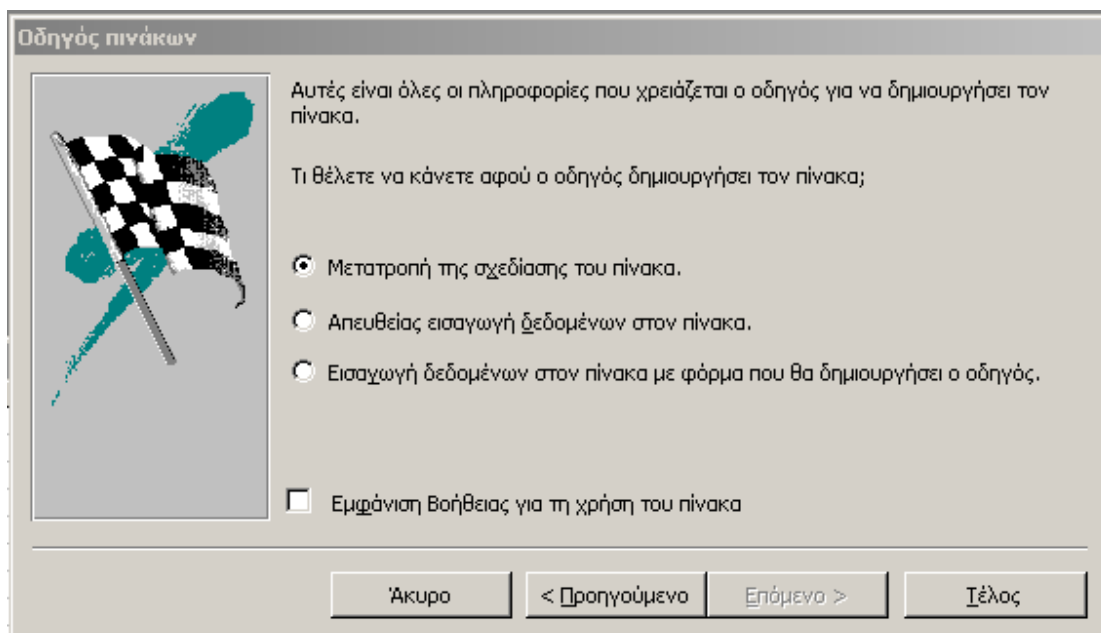 Οδηγός πινάκων
Αυτές είναι όλες οι πληροφορίες που χρειάζεται ο οδηγός για να δημιουργήσει τον
πίνακα.
Τι θέλετε να κάνετε αφού ο οδηγός δημιουργήσει τον πίνακα;
Μετατροπή της σχεδίασης του πίνακα.
Απευθείας εισαγωγή δεδομένων στον πίνακα.
Εισαγωγή δεδομένων στον πίνακα με φόρμα που θα δημιουργήσει ο οδηγός.
Εμφάνιση Βοήθειας για τη χρήση του πίνακα
Άκυρο < Προηγούμενο Επόμενο > Τέλος